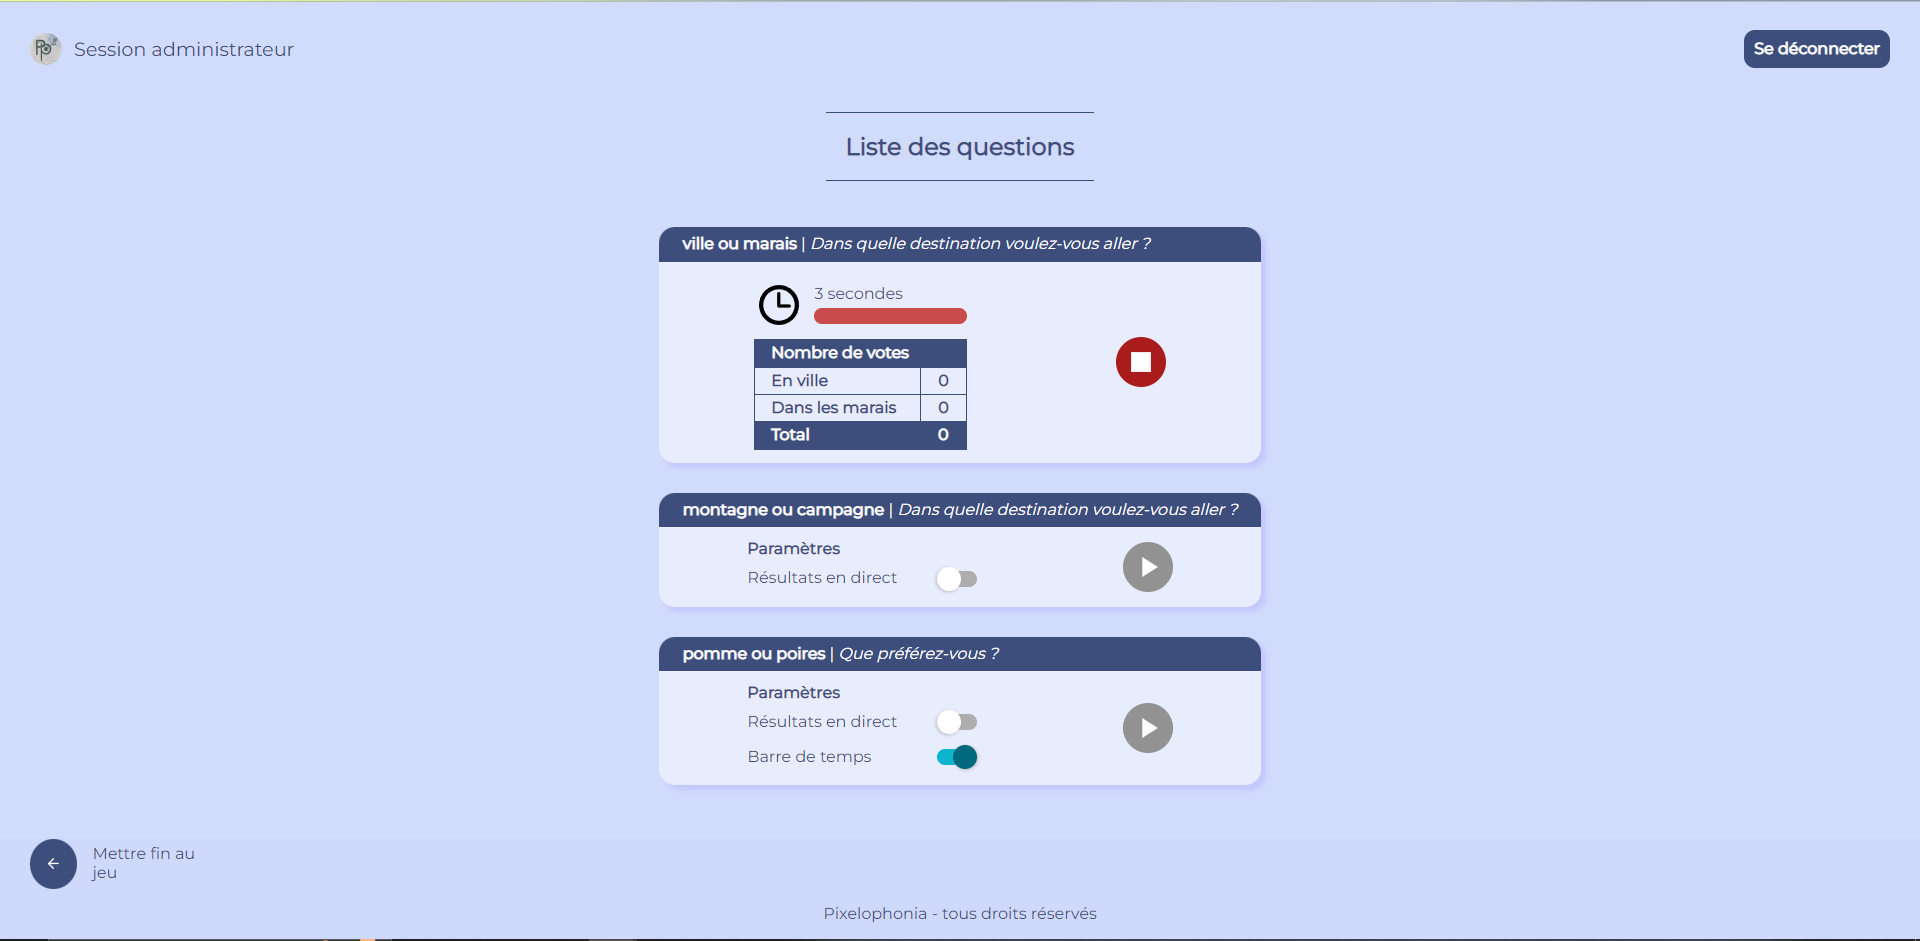 Session administrateur
Se déconnecter
Liste des questions
ville ou marais | Dans quelle destination voulez-vous aller ?
3 secondes
Nombre de votes
En ville 0
Dans les marais 0
Total 0
montagne ou campagne | Dans quelle destination voulez-vous aller ?
Paramètres
Résultats en direct
pomme ou poires | Que préférez-vous ?
Paramètres
Résultats en direct
Barre de temps
Mettre fin au
jeu
Pixelophonia - tous droits réservés